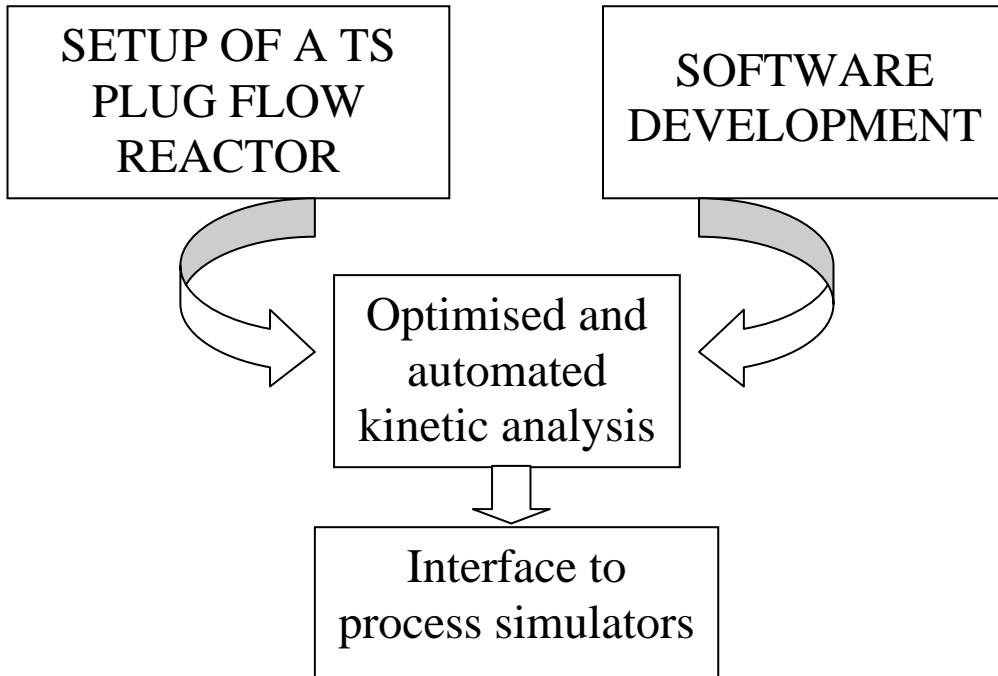 SETUP OF A TS
PLUG FLOW
REACTOR
SOFTWARE
DEVELOPMENT
Optimised and
automated
kinetic analysis
Interface to
process simulators